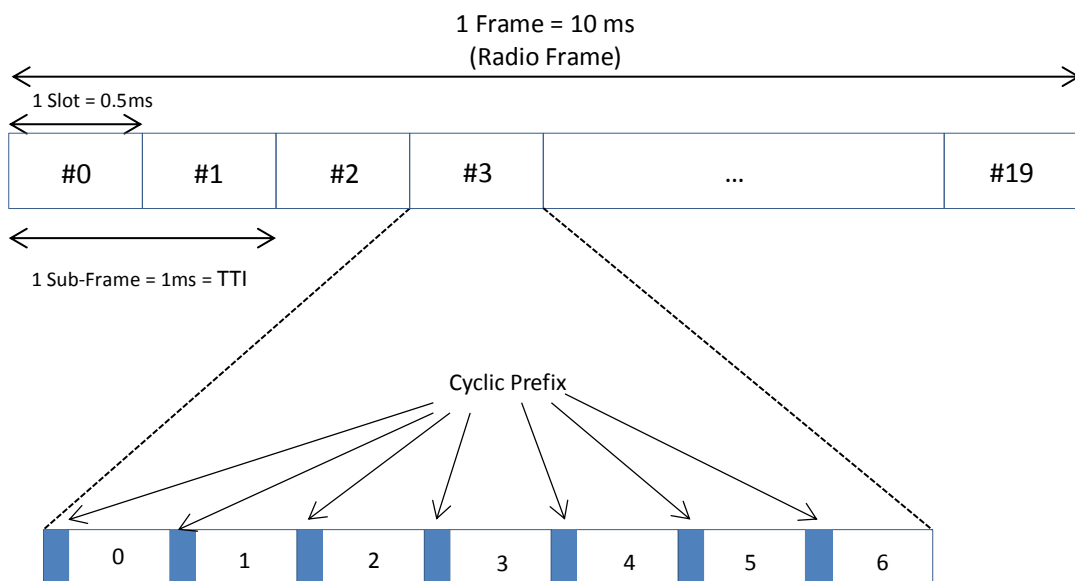 1 Frame = 10 ms
(Radio Frame)
1 Slot = 0.5ms
#0 #1 #2 #3 ... #19
1 Sub-Frame = 1ms = TTI
Cyclic Prefix
0 1 2 3 4 5 6